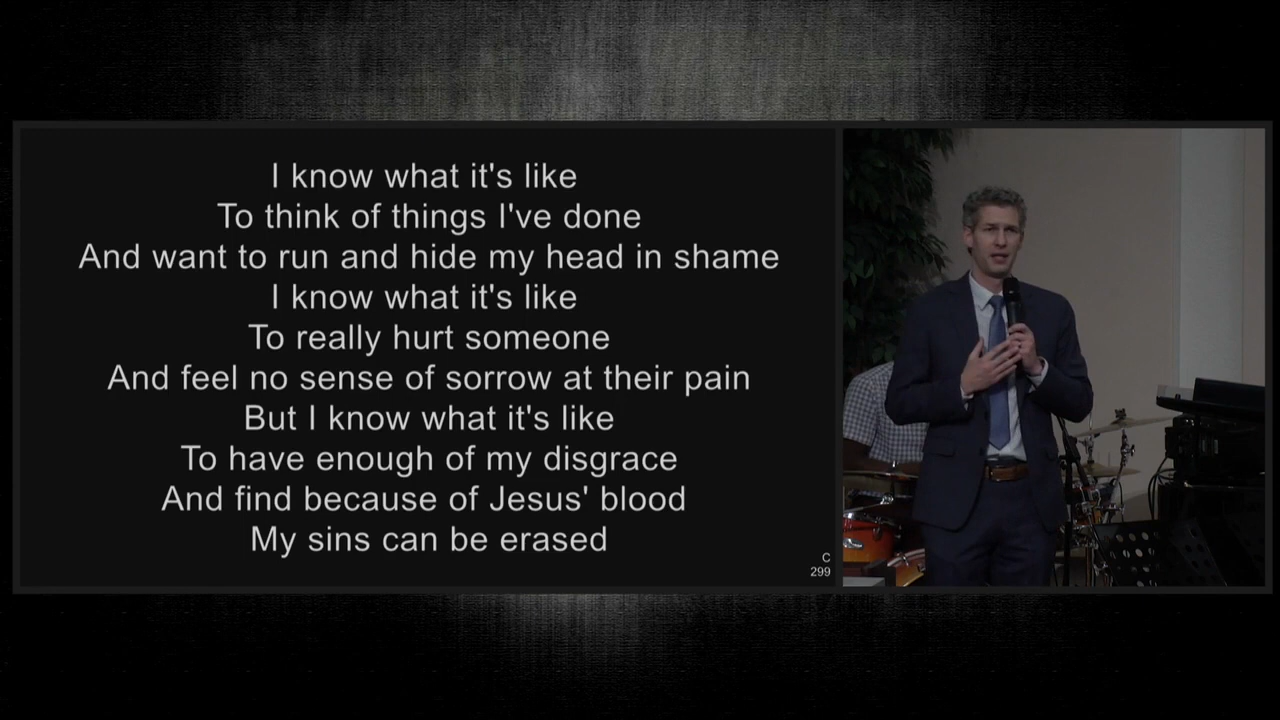 I know what it's like
To think of things I've done
And want to run and hide my head in shame
I know what it's like
To really hurt someone
And feel no sense of sorrow at their pain
But I know what it's like
To have enough of my disgrace
And find because of Jesus' blood
My sins can be erased
C
299